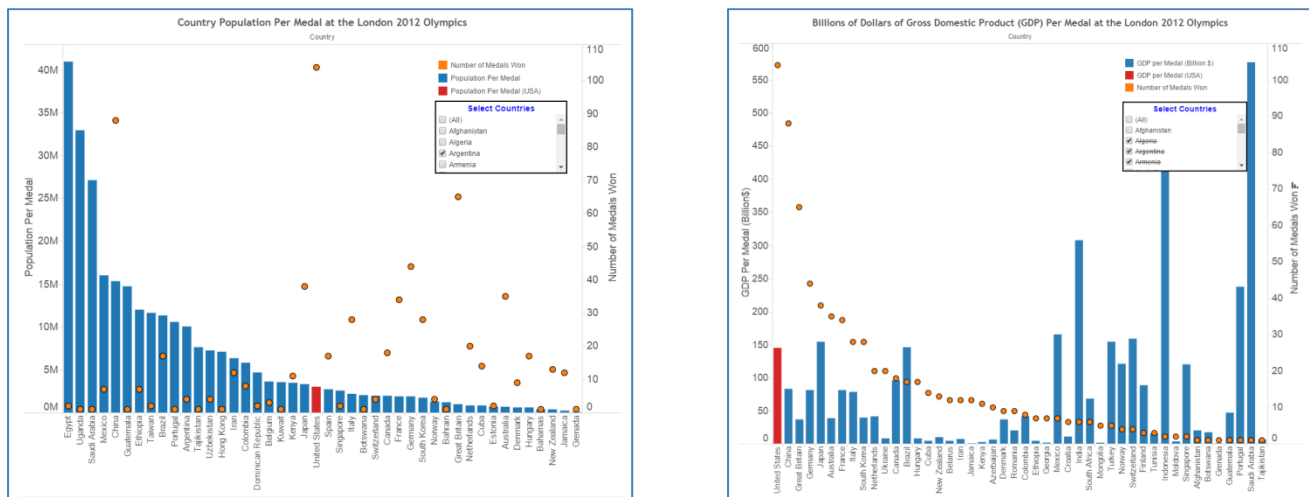 Country Population Per Medal at the London 2012 Olympics
Country
40M
35M
30M
25M
20M
15M
10M
5M
0M
Population Per Medal
110
100
90
80
70
60
50
40
30
20
10
0
Number of Medals Won
Number of Medals Won
Population Per Medal
Population Per Medal (USA)
Select Countries
(All)
Afghanistan
Algeria
Argentina
Armenia
Egypt
Uganda
Saudi Arabia
Mexico
China
Guatemala
Ethiopia
Taiwan
Brazil
Portugal
Argentina
Tajikistan
Uzbekistan
Hong Kong
Iran
Colombia
Dominican Republic
Belgium
Kuwait
Kenya
Japan
United States
Spain
Singapore
Italy
Botswana
Switzerland
Canada
France
Germany
South Korea
Norway
Bahrain
Great Britain
Netherlands
Cuba
Estonia
Australia
Denmark
Hungary
Bahamas
New Zealand
Jamaica
Grenada
Billions of Dollars of Gross Domestic Product (GDP) Per Medal at the London 2012 Olympics
Country
600
550
500
450
400
350
300
250
200
150
100
50
0
GDP Per Medal (Billion$)
110
100
90
80
70
60
50
40
30
20
10
0
Number of Medals Won
GDP per Medal (Billion $)
GDP per Medal (USA)
Number of Medals Won
Select Countries
(All)
Afghanistan
Algeria
Argentina
Armenia
United States
China
Great Britain
Germany
Japan
Australia
France
Italy
South Korea
Netherlands
Ukraine
Canada
Brazil
Hungary
Cuba
New Zealand
Belarus
Iran
Jamaica
Kenya
Azerbaijan
Denmark
Romania
Colombia
Ethiopia
Georgia
Mexico
Croatia
India
South Africa
Mongolia
Turkey
Norway
Switzerland
Finland
Tunisia
Indonesia
Moldova
Singapore
Afghanistan
Botswana
Grenada
Guatemala
Portugal
Saudi Arabia
Tajikistan